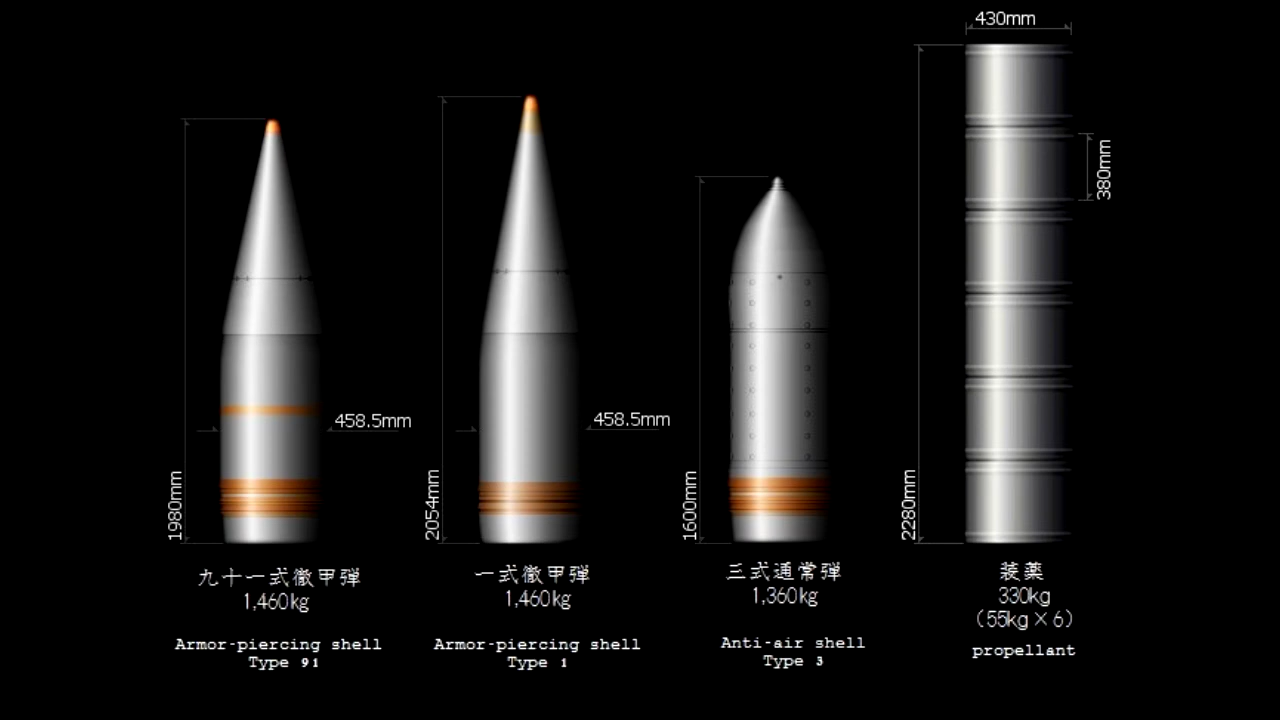 430mm
380mm
458.5mm
458.5mm
1980mm
2054mm
1600mm
2280mm
九十一式徹甲弾
1,460kg
Armor-piercing shell
Type 91
一式徹甲弾
1,460kg
Armor-piercing shell
Type 1
三式通常弾
1,360kg
Anti-air shell
Type 3
装薬
330kg
(55kg×6)
propellant